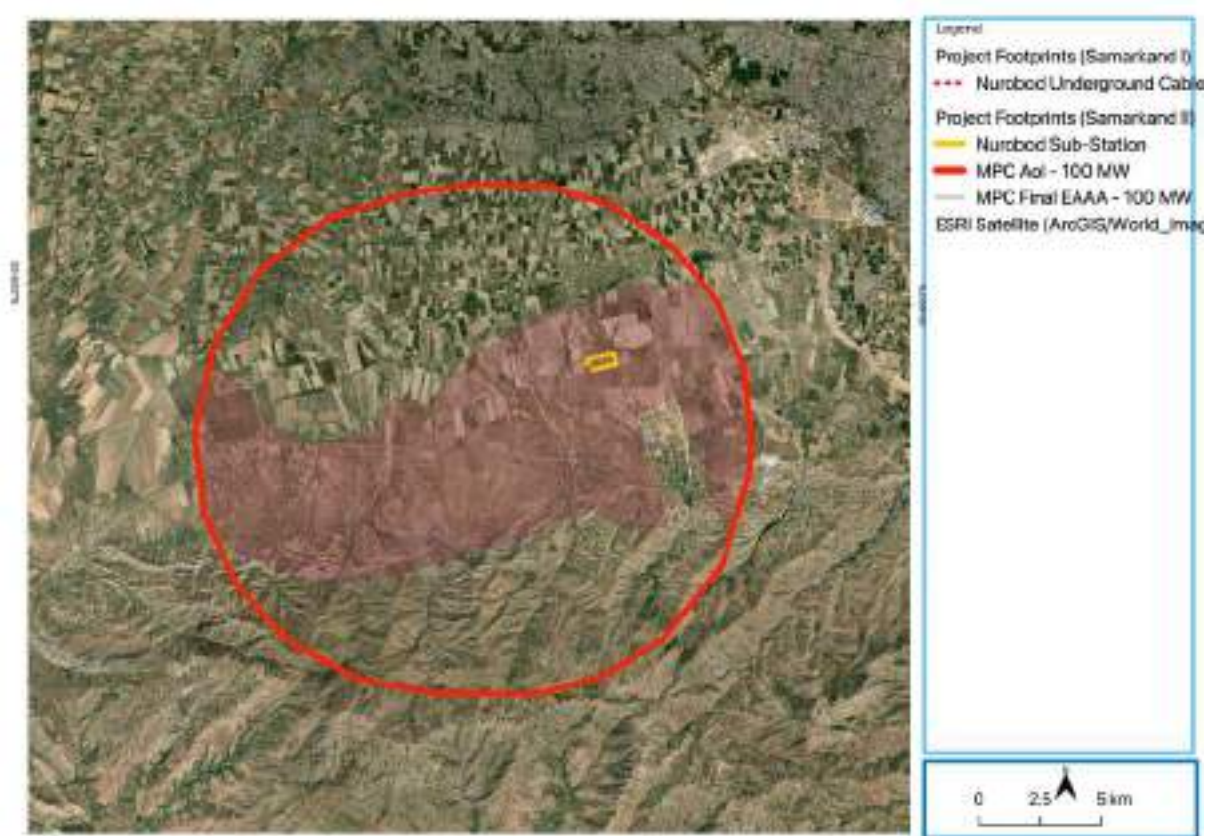 Legend
Project Footprints (Samarkand I)
Nurobod Underground Cable
Project Footprints (Samarkand II)
Nurobod Sub-Station
MPC AoI - 100 MW
MPC Final EAAA - 100 MW
ESRI Satellite (ArcGIS/World_Imag
0 2.5 5 km